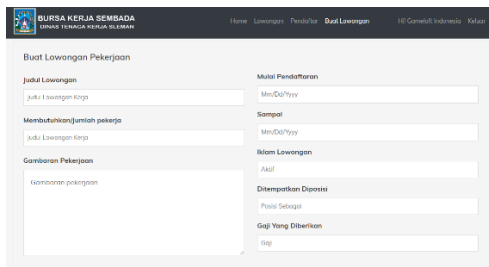 BURSA KERJA SEMBADA
DINAS TENAGA KERJA SLEMAN
Home Lowongan Pendaftar Buat Lowongan Hi! Gameloft Indonesia Keluar
Buat Lowongan Pekerjaan
Judul Lowongan
Judul Lowongan Kerja
Membutuhkan/jumlah pekerja
Judul Lowongan Kerja
Gambaran Pekerjaan
Gambaran pekerjaan
Mulai Pendaftaran
Mm/Dd/Yyyy
Sampai
Mm/Dd/Yyyy
Iklam Lowongan
Aktif
Ditempatkan Diposisi
Posisi Sebagai
Gaji Yang Diberikan
Gaji